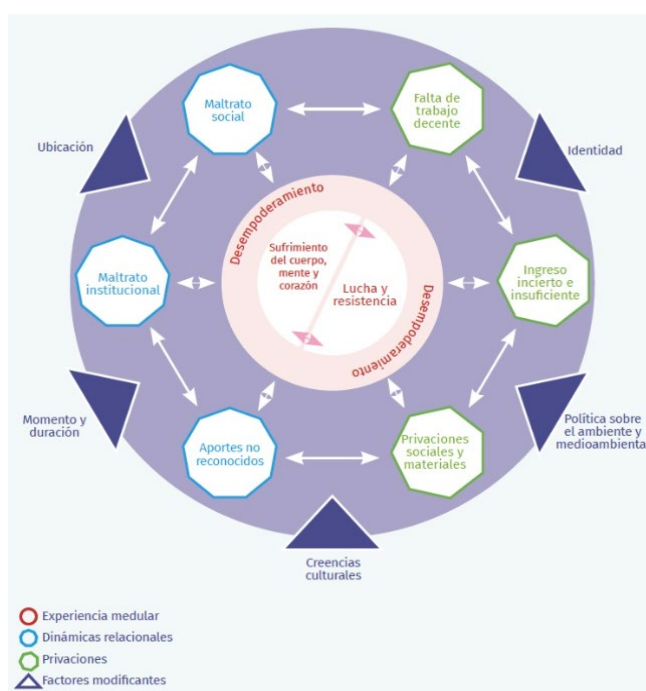 Maltrato
social
Falta de
trabajo
decente
Ubicación
Identidad
Desempoderamiento
Sufrimiento
del cuerpo,
mente y
corazón
Lucha y
resistencia
Desempoderamiento
Maltrato
institucional
Ingreso
incierto e
insuficiente
Momento y
duración
Política sobre
el ambiente y
medioambienta
Aportes no
reconocidos
Privaciones
sociales y
materiales
Creencias
culturales
Experiencia medular
Dinámicas relacionales
Privaciones
Factores modificantes